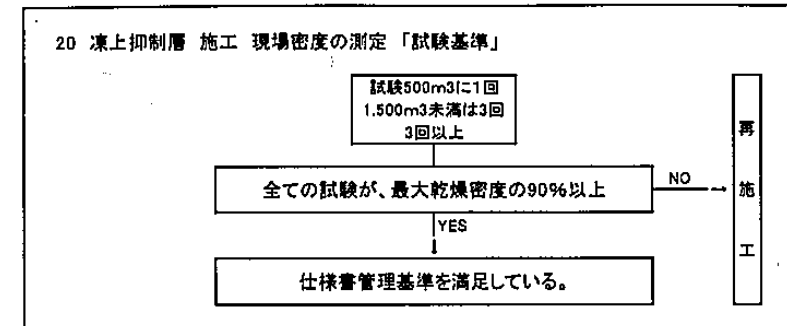 20 凍上抑制層 施工 現場密度の測定 「試験基準」
試験500m3に1回
1.500m3未満は3回
3回以上
全ての試験が、最大乾燥密度の90%以上
NO
再施工
YES
仕様書管理基準を満足している。